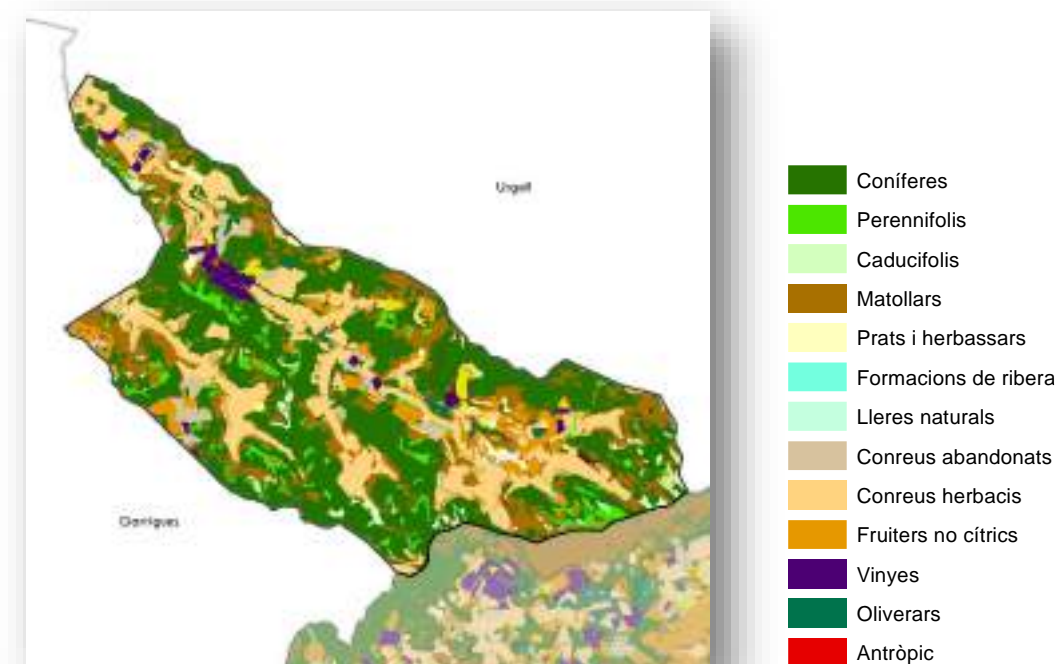 Urgell
Coníferes
Perennifolis
Caducifolis
Matollars
Prats i herbassars
Formacions de ribera
Lleres naturals
Conreus abandonats
Conreus herbacis
Garrigues
Fruiters no cítrics
Vinyes
Oliverars
Antròpic